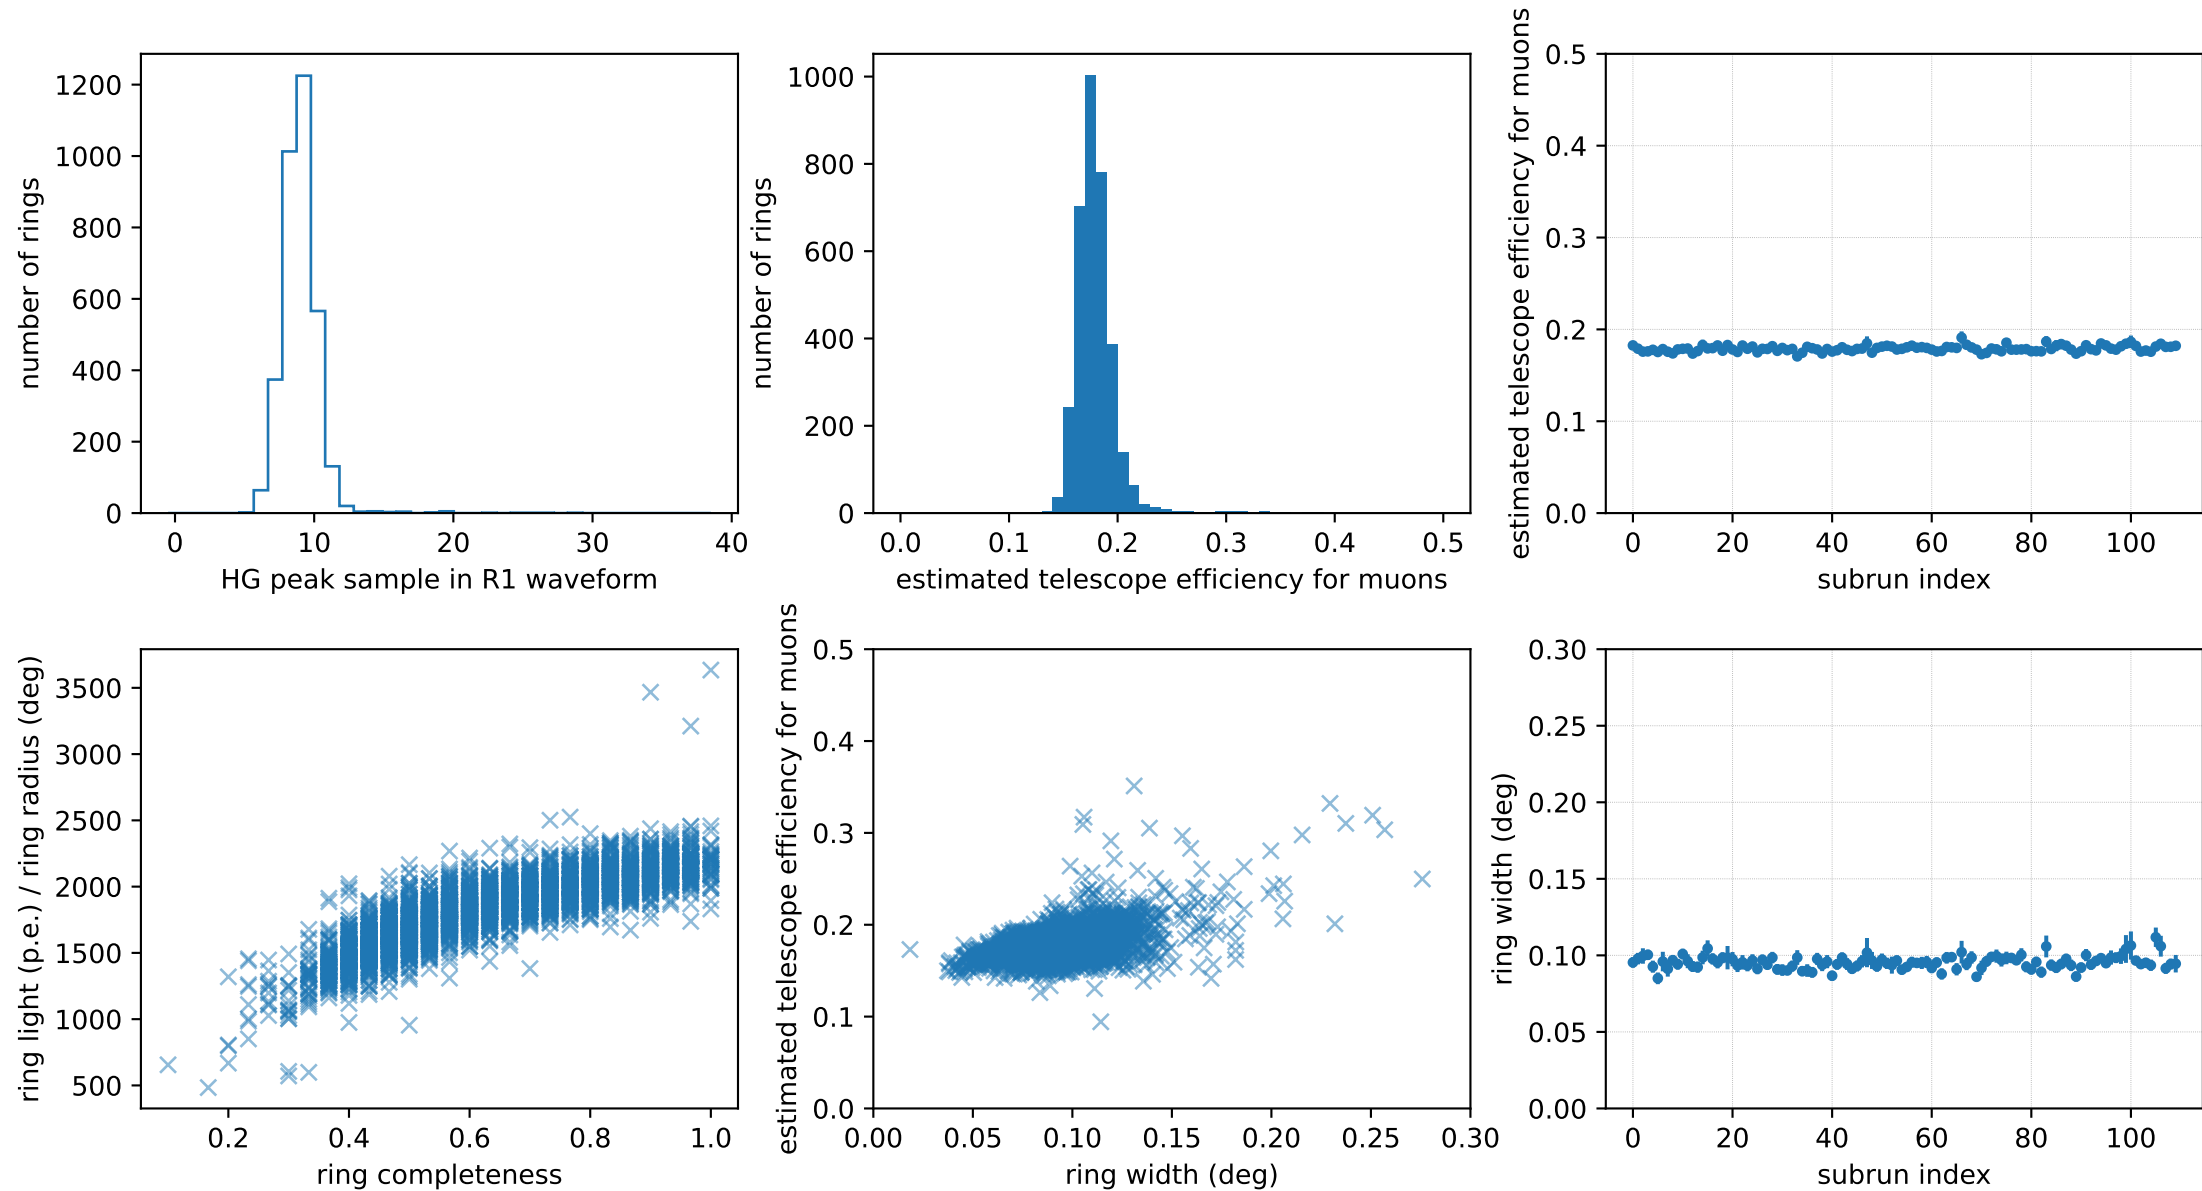 number of rings
1200
1000
800
600
400
200
0
0 10 20 30 40
HG peak sample in R1 waveform
number of rings
1000
800
600
400
200
0
0.0 0.1 0.2 0.3 0.4 0.5
estimated telescope efficiency for muons
estimated telescope efficiency for muons
0.5
0.4
0.3
0.2
0.1
0.0
0 20 40 60 80 100
subrun index
ring light (p.e.) / ring radius (deg)
3500
3000
2500
2000
1500
1000
500
0.2 0.4 0.6 0.8 1.0
ring completeness
estimated telescope efficiency for muons
0.5
0.4
0.3
0.2
0.1
0.0
0.00 0.05 0.10 0.15 0.20 0.25 0.30
ring width (deg)
ring width (deg)
0.30
0.25
0.20
0.15
0.10
0.05
0.00
0 20 40 60 80 100
subrun index